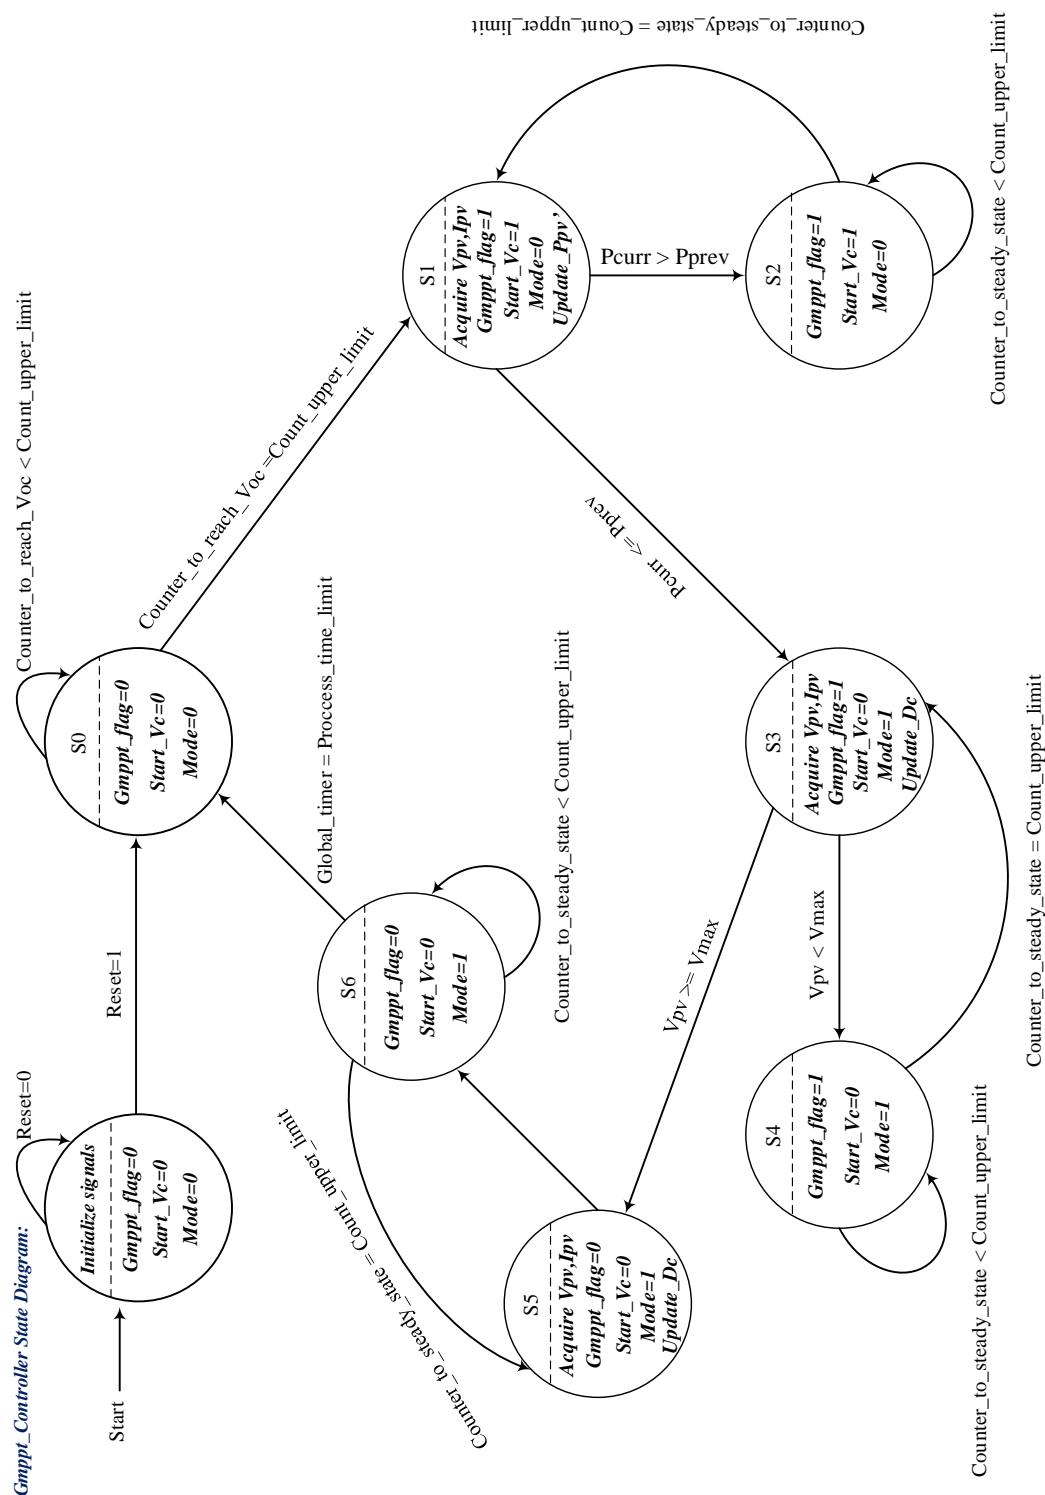 Gmppt_Controller State Diagram:
Start
Reset=0
Initialize signals
Gmppt_flag=0
Start_Vc=0
Mode=0
Reset=1
Counter_to_reach_Voc < Count_upper_limit
S0
Gmppt_flag=0
Start_Vc=0
Mode=0
Counter_to_reach_Voc =Count_upper_limit
Global_timer = Proccess_time_limit
S6
Gmppt_flag=0
Start_Vc=0
Mode=1
Counter_to_steady_state < Count_upper_limit
Counter_to_steady_state = Count_upper_limit
S5
Acquire Vpv,Ipv
Gmppt_flag=0
Start_Vc=0
Mode=1
Update_Dc
Vpv >= Vmax
S1
Acquire Vpv,Ipv
Gmppt_flag=1
Start_Vc=1
Mode=0
Update_Ppv’
Counter_to_steady_state = Count_upper_limit
Pcurr > Pprev
Pcurr <= Pprev
S2
Gmppt_flag=1
Start_Vc=1
Mode=0
Counter_to_steady_state < Count_upper_limit
S3
Acquire Vpv,Ipv
Gmppt_flag=1
Start_Vc=0
Mode=1
Update_Dc
Vpv < Vmax
S4
Gmppt_flag=1
Start_Vc=0
Mode=1
Counter_to_steady_state < Count_upper_limit
Counter_to_steady_state = Count_upper_limit